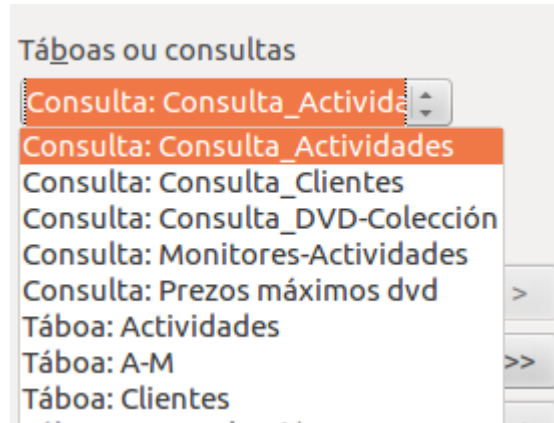 Táboas ou consultas
Consulta: Consulta_Activida
Consulta: Consulta_Actividades
Consulta: Consulta_Clientes
Consulta: Consulta_DVD-Colección
Consulta: Monitores-Actividades
Consulta: Prezos máximos dvd
>
Táboa: Actividades
Táboa: A-M
>>
Táboa: Clientes